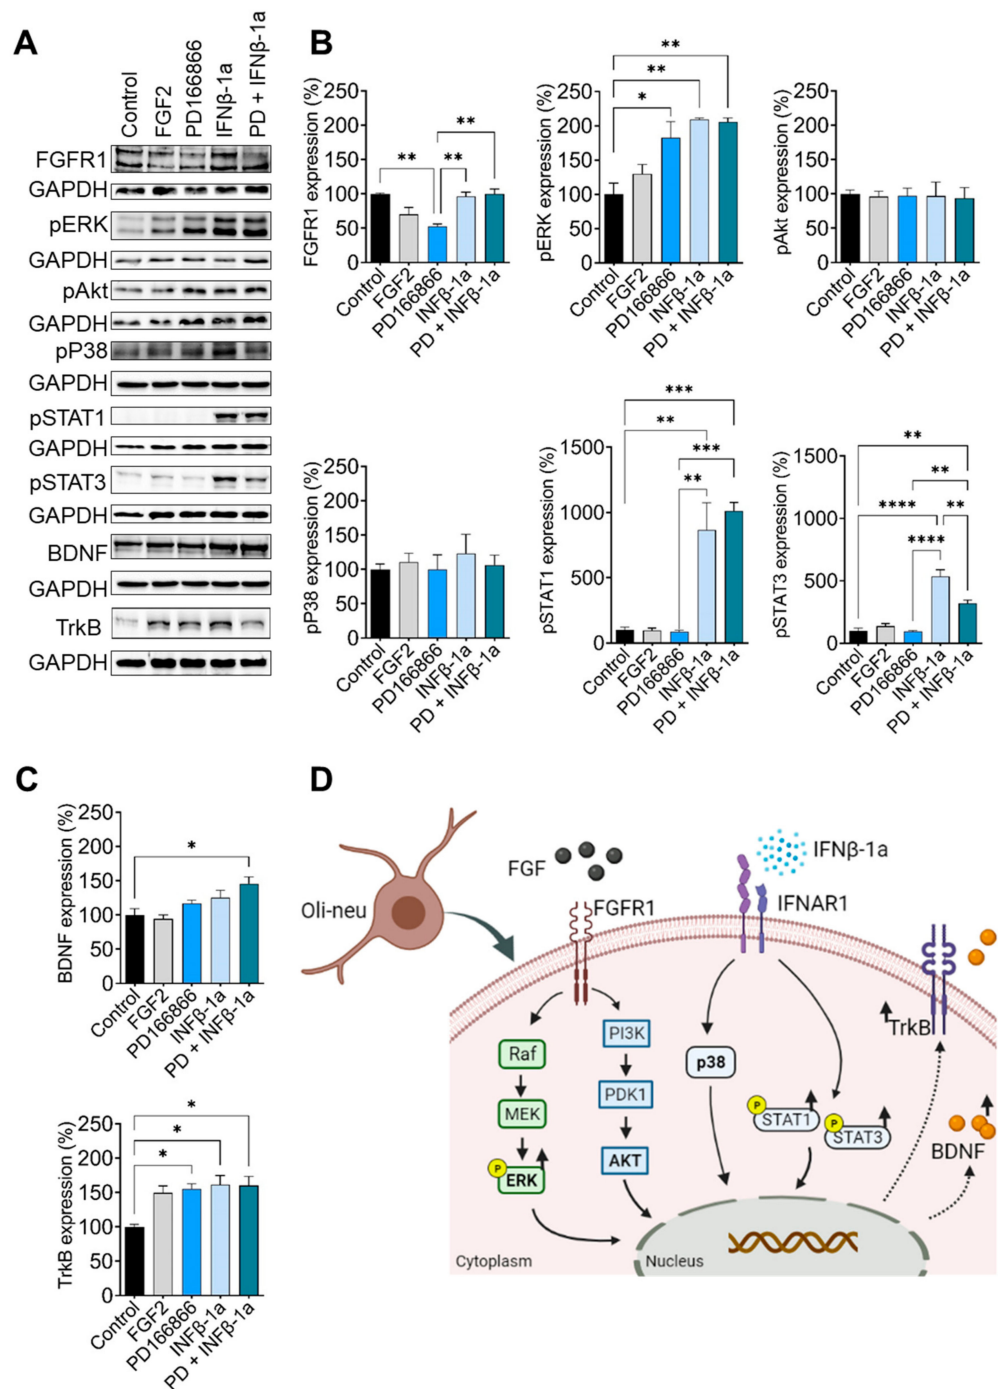 A
Control
FGF2
PD166866
IFNβ-1a
PD + IFNβ-1a
FGFR1
GAPDH
pERK
GAPDH
pAkt
GAPDH
pP38
GAPDH
pSTAT1
GAPDH
pSTAT3
GAPDH
BDNF
GAPDH
TrkB
GAPDH
B
FGFR1 expression (%)
250
200
150
100
50
0
** ** **
Control
FGF2
PD166866
INFβ-1a
PD + INFβ-1a
pERK expression (%)
250
200
150
100
50
0
**
**
*
Control
FGF2
PD166866
INFβ-1a
PD + INFβ-1a
pAkt expression (%)
250
200
150
100
50
0
Control
FGF2
PD166866
INFβ-1a
PD + INFβ-1a
pP38 expression (%)
250
200
150
100
50
0
Control
FGF2
PD166866
INFβ-1a
PD + INFβ-1a
pSTAT1 expression (%)
1500
1000
500
0
***
**
***
**
Control
FGF2
PD166866
INFβ-1a
PD + INFβ-1a
pSTAT3 expression (%)
1500
1000
500
0
**
**
**** **
****
Control
FGF2
PD166866
INFβ-1a
PD + INFβ-1a
C
BDNF expression (%)
250
200
150
100
50
0
*
Control
FGF2
PD166866
INFβ-1a
PD + INFβ-1a
TrkB expression (%)
250
200
150
100
50
0
*
*
*
Control
FGF2
PD166866
INFβ-1a
PD + INFβ-1a
D
Oli-neu
FGF
FGFR1
IFNβ-1a
IFNAR1
TrkB
BDNF
Raf
MEK
P
ERK
PI3K
PDK1
AKT
p38
P
STAT1
P
STAT3
Cytoplasm
Nucleus